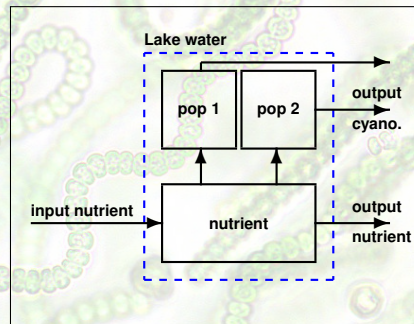 Lake water
pop 1
pop 2
output
cyano.
input nutrient
nutrient
output
nutrient